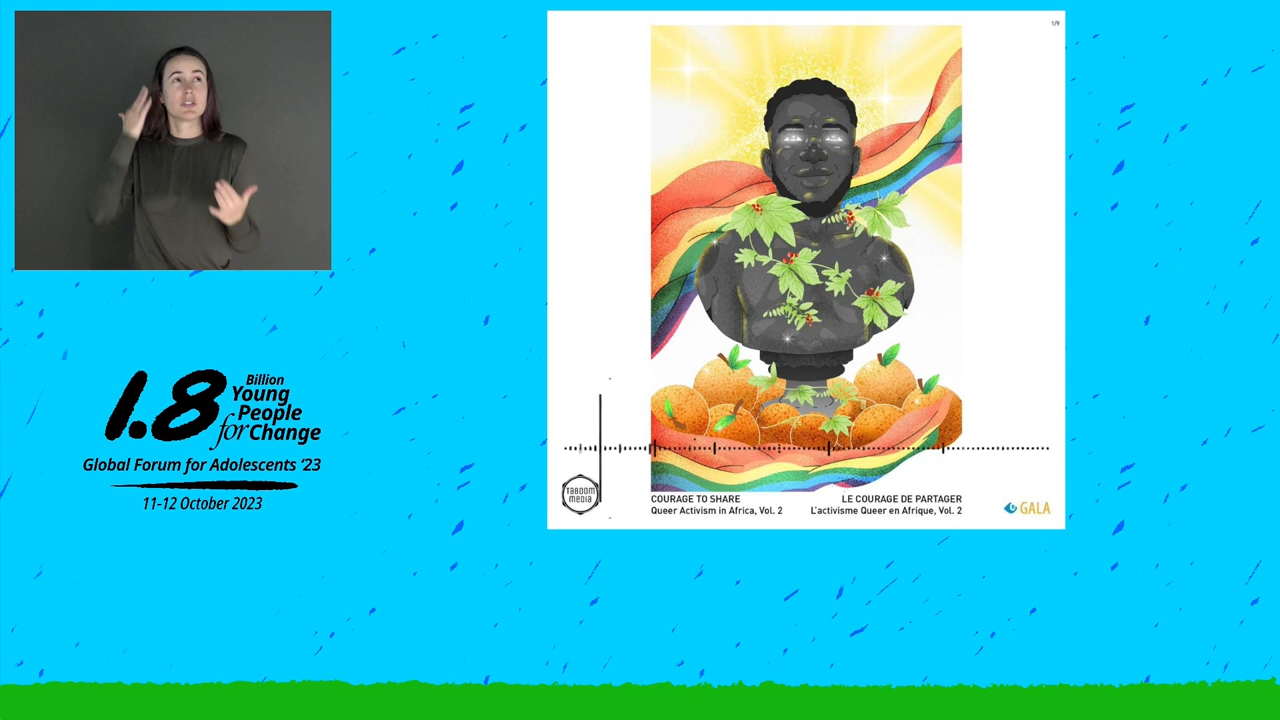 1/9
1.8
Billion
Young
People
for Change
Global Forum for Adolescents ‘23
11-12 October 2023
TABOOM
MEDIA
COURAGE TO SHARE
Queer Activism in Africa, Vol. 2
LE COURAGE DE PARTAGER
L'activisme Queer en Afrique, Vol. 2
GALA